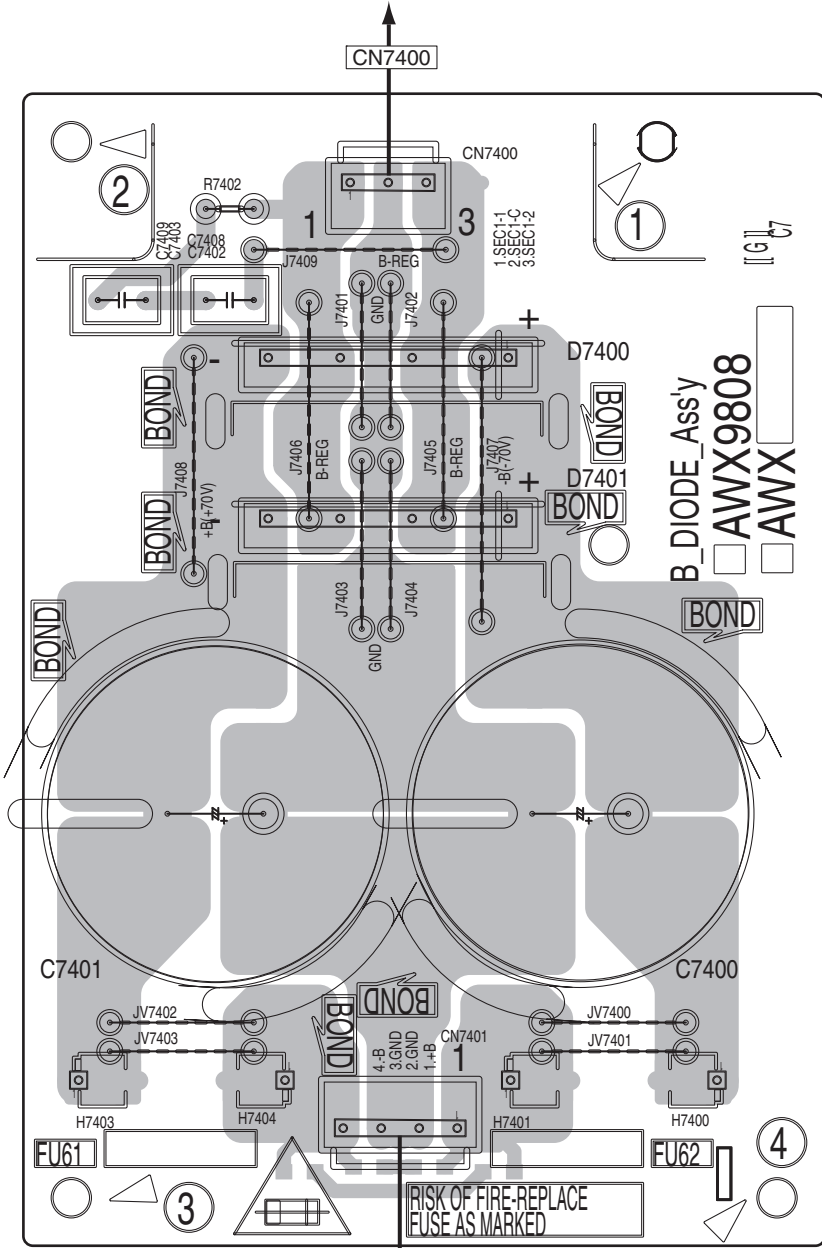 CN7400
CN7400
2
R7402
1
3
1
1.SEC1-1
2.SEC1-C
3.SEC1-2
C7409
C7403
C7408
C7402
J7409
B-REG
[[ G ]]
C7
J7401
GND
J7402
+
D7400
-
BOND
BOND
J7406
B-REG
J7405
B-REG
J7407
-B(-70V)
J7408
+B(+70V)
D7401
+
BOND
BOND
-
B_DIODE_Ass'y
AWX9808
AWX
J7403
J7404
GND
BOND
BOND
+
+
C7401
C7400
BOND
BOND
JV7402
JV7403
JV7400
JV7401
4.-B
3.GND
2.GND
1.+B
CN7401
1
H7403
H7404
H7401
H7400
FU61
FU62
4
3
RISK OF FIRE-REPLACE
FUSE AS MARKED